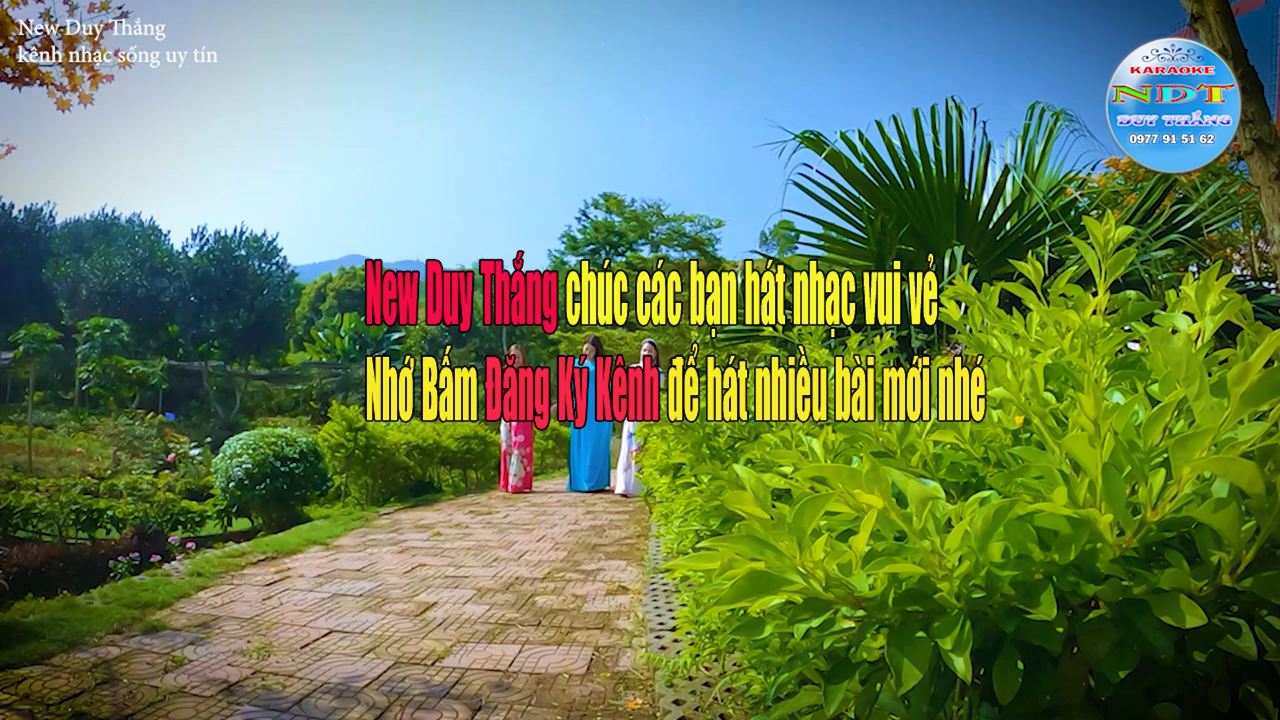 New Duy Thắng
kênh nhạc sống uy tín
KARAOKE
NDT
DUY THẮNG
0977 91 51 62
New Duy Thắng chúc các bạn hát nhạc vui vẻ
Nhớ Bấm Đăng Ký Kênh để hát nhiều bài mới nhé